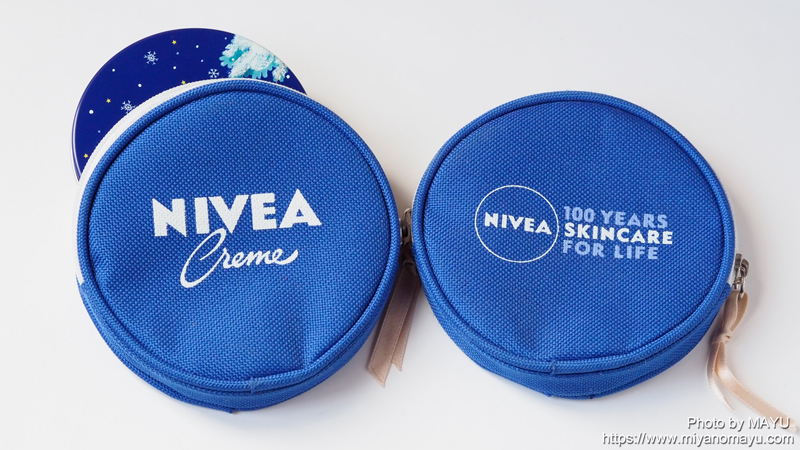 NIVEA
Creme
NIVEA
100 YEARS
SKINCARE
FOR LIFE
Photo by MAYU
https://www.miyanomayu.com/